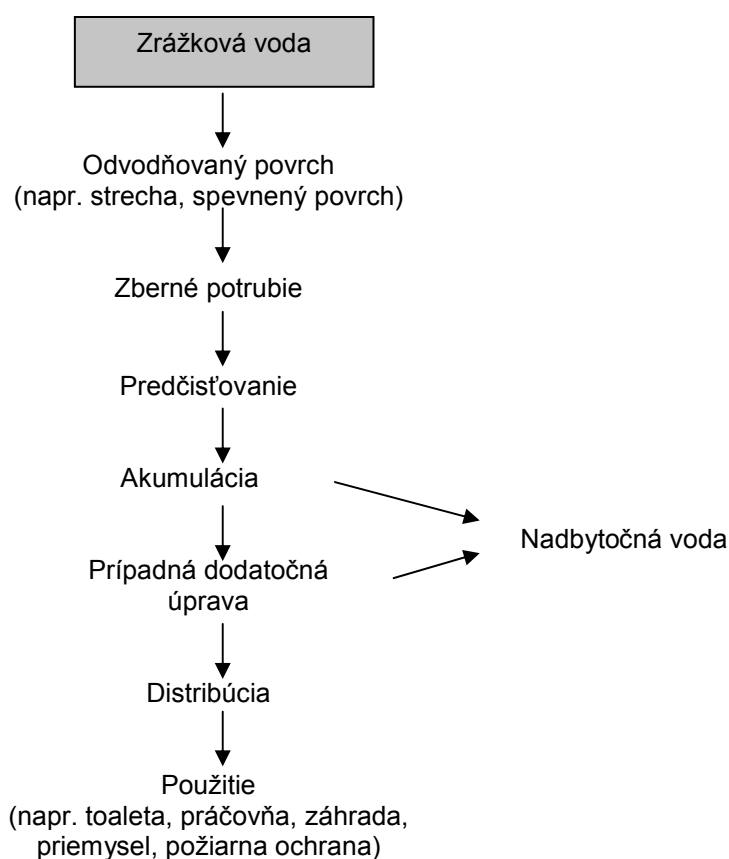 Zrážková voda
Odvodňovaný povrch
(napr. strecha, spevnený povrch)
Zberné potrubie
Predčisťovanie
Akumulácia
Nadbytočná voda
Prípadná dodatočná
úprava
Distribúcia
Použitie
(napr. toaleta, práčovňa, záhrada,
priemysel, požiarna ochrana)